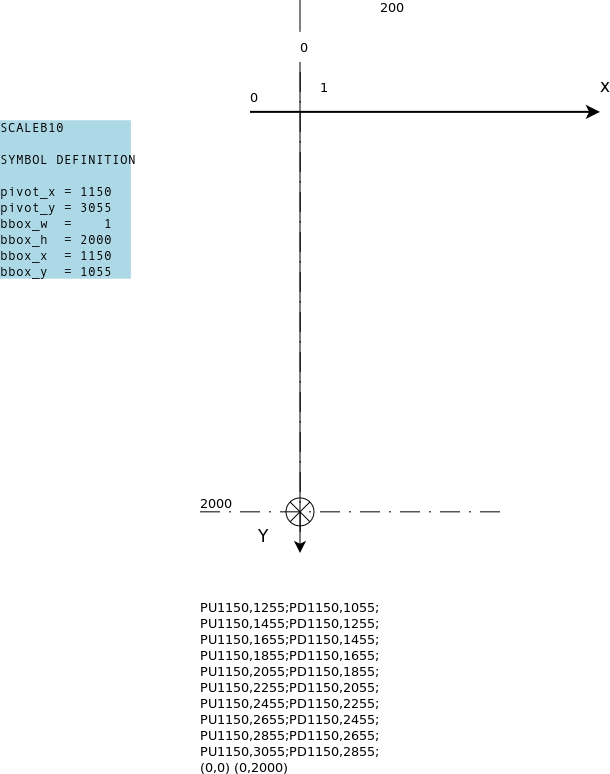 200
0
1
x
0
SCALEB10
SYMBOL DEFINITION
pivot_x = 1150
pivot_y = 3055
bbox_w  =    1
bbox_h  = 2000
bbox_x  = 1150
bbox_y  = 1055
2000
Y
PU1150,1255;PD1150,1055;
PU1150,1455;PD1150,1255;
PU1150,1655;PD1150,1455;
PU1150,1855;PD1150,1655;
PU1150,2055;PD1150,1855;
PU1150,2255;PD1150,2055;
PU1150,2455;PD1150,2255;
PU1150,2655;PD1150,2455;
PU1150,2855;PD1150,2655;
PU1150,3055;PD1150,2855;
(0,0) (0,2000)